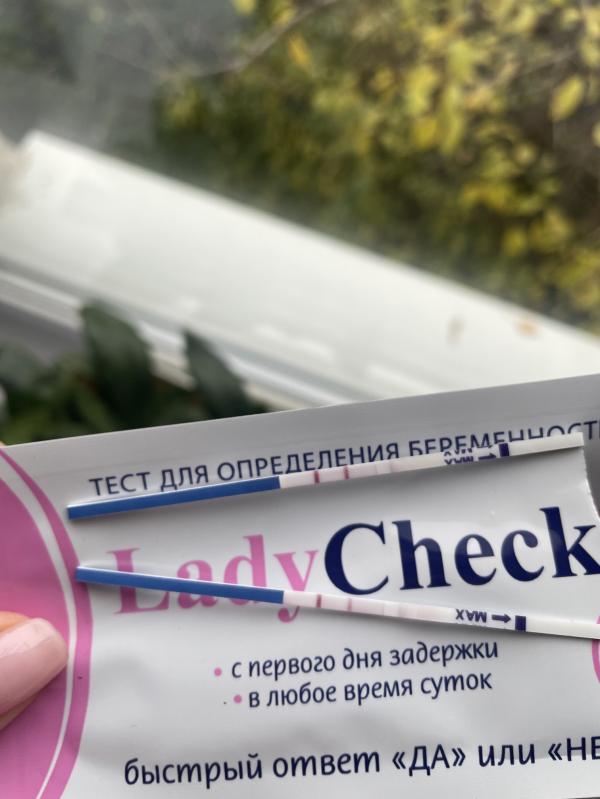 ТЕСТ ДЛЯ ОПРЕДЕЛЕНИЯ БЕРЕМЕННОСТ
MAX
LadyCheck
MAX
• с первого дня задержки
• в любое время суток
быстрый ответ «ДА» или «НЕ